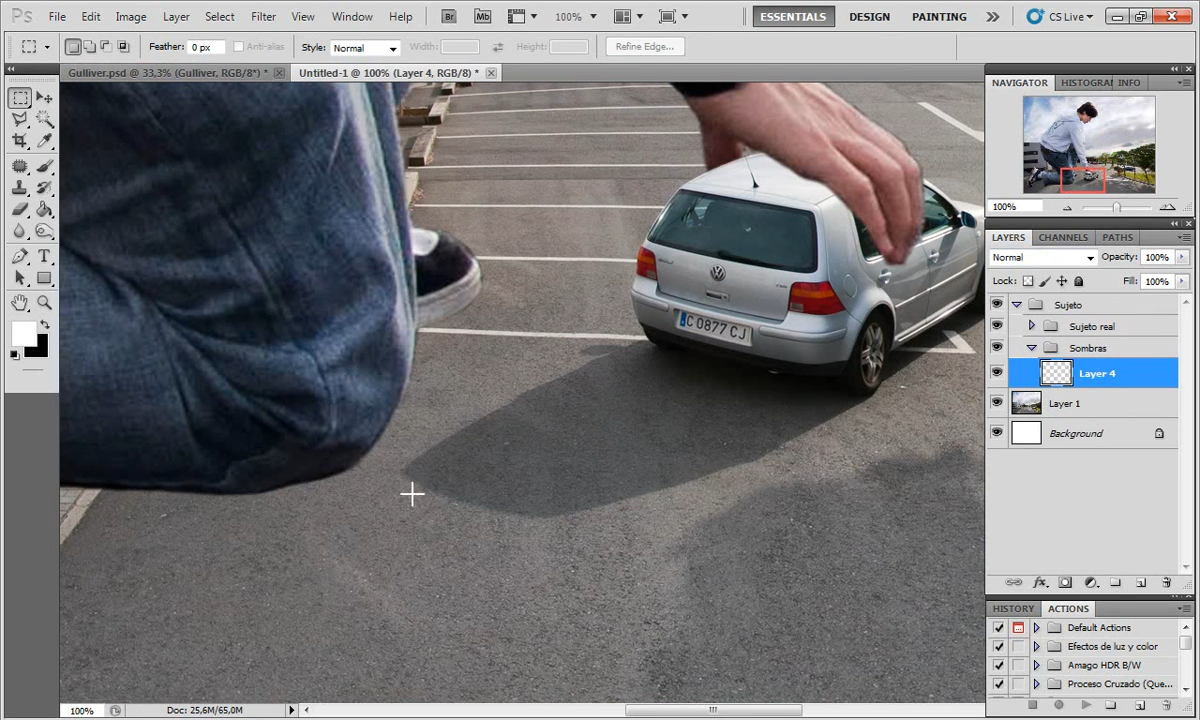 Ps File Edit Image Layer Select Filter View Window Help Br Mb 100% ESSENTIALS DESIGN PAINTING CS Live
Feather: 0 px Anti-alias Style: Normal Width: Height: Refine Edge...
Gulliver.psd @ 33,3% (Gulliver, RGB/8*) * Untitled-1 @ 100% (Layer 4, RGB/8) *
NAVIGATOR HISTOGRAM INFO
100%
LAYERS CHANNELS PATHS
Normal Opacity: 100%
Lock: Fill: 100%
Sujeto
Sujeto real
Sombras
Layer 4
Layer 1
Background
C 0877 CJ
HISTORY ACTIONS
Default Actions
Efectos de luz y color
Amago HDR B/W
Proceso Cruzado (Que...
100% Doc: 25,6M/65,0M